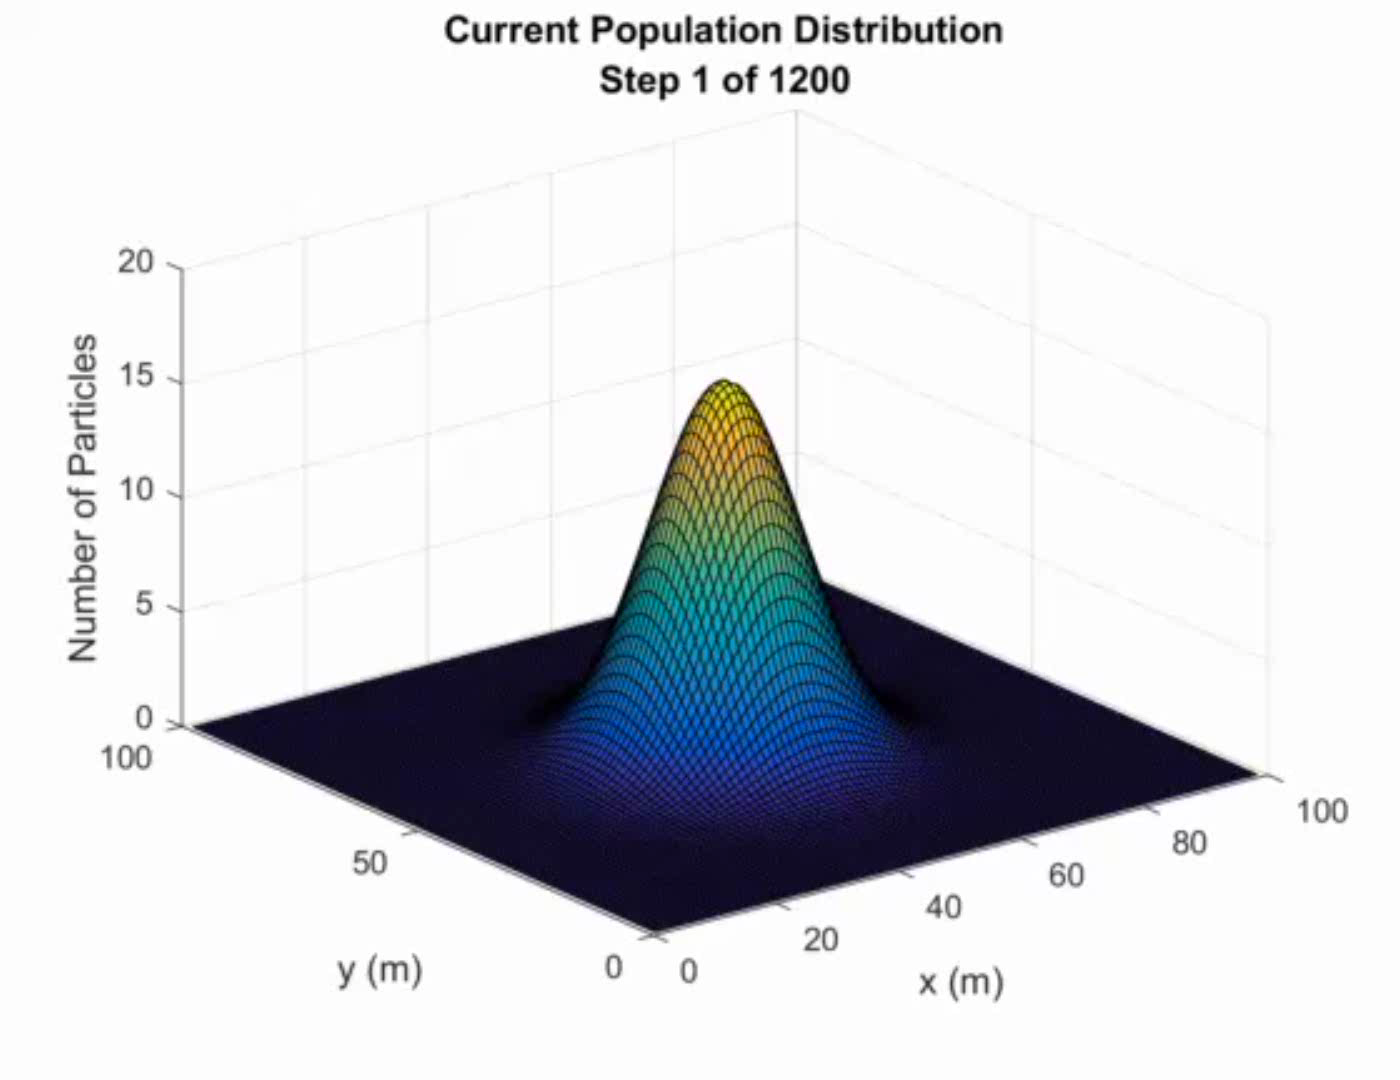 Current Population Distribution
Step 1 of 1200
20
15
10
5
0
Number of Particles
100
50
0
y (m)
0
20
40
60
80
100
x (m)